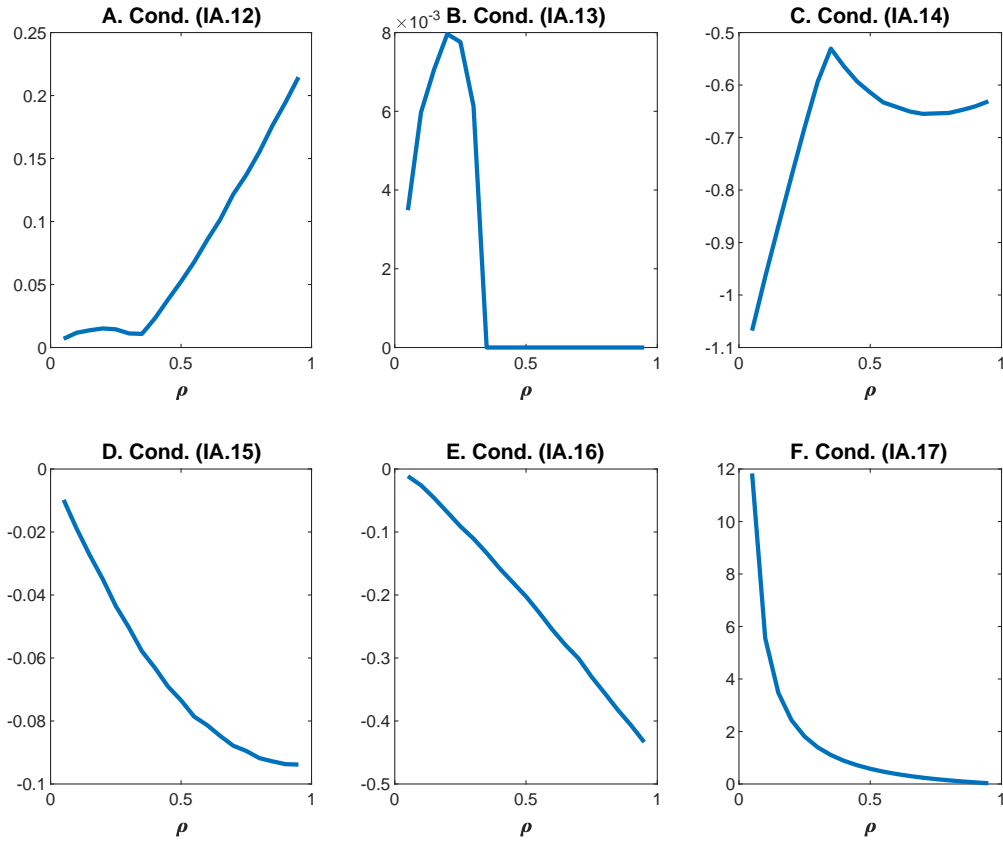 A. Cond. (IA.12)
0.25
0.2
0.15
0.1
0.05
0
0 0.5 1
ρ
B. Cond. (IA.13)
×10-3
8
6
4
2
0
0 0.5 1
ρ
C. Cond. (IA.14)
-0.5
-0.6
-0.7
-0.8
-0.9
-1
-1.1
0 0.5 1
ρ
D. Cond. (IA.15)
0
-0.02
-0.04
-0.06
-0.08
-0.1
0 0.5 1
ρ
E. Cond. (IA.16)
0
-0.1
-0.2
-0.3
-0.4
-0.5
0 0.5 1
ρ
F. Cond. (IA.17)
12
10
8
6
4
2
0
0 0.5 1
ρ